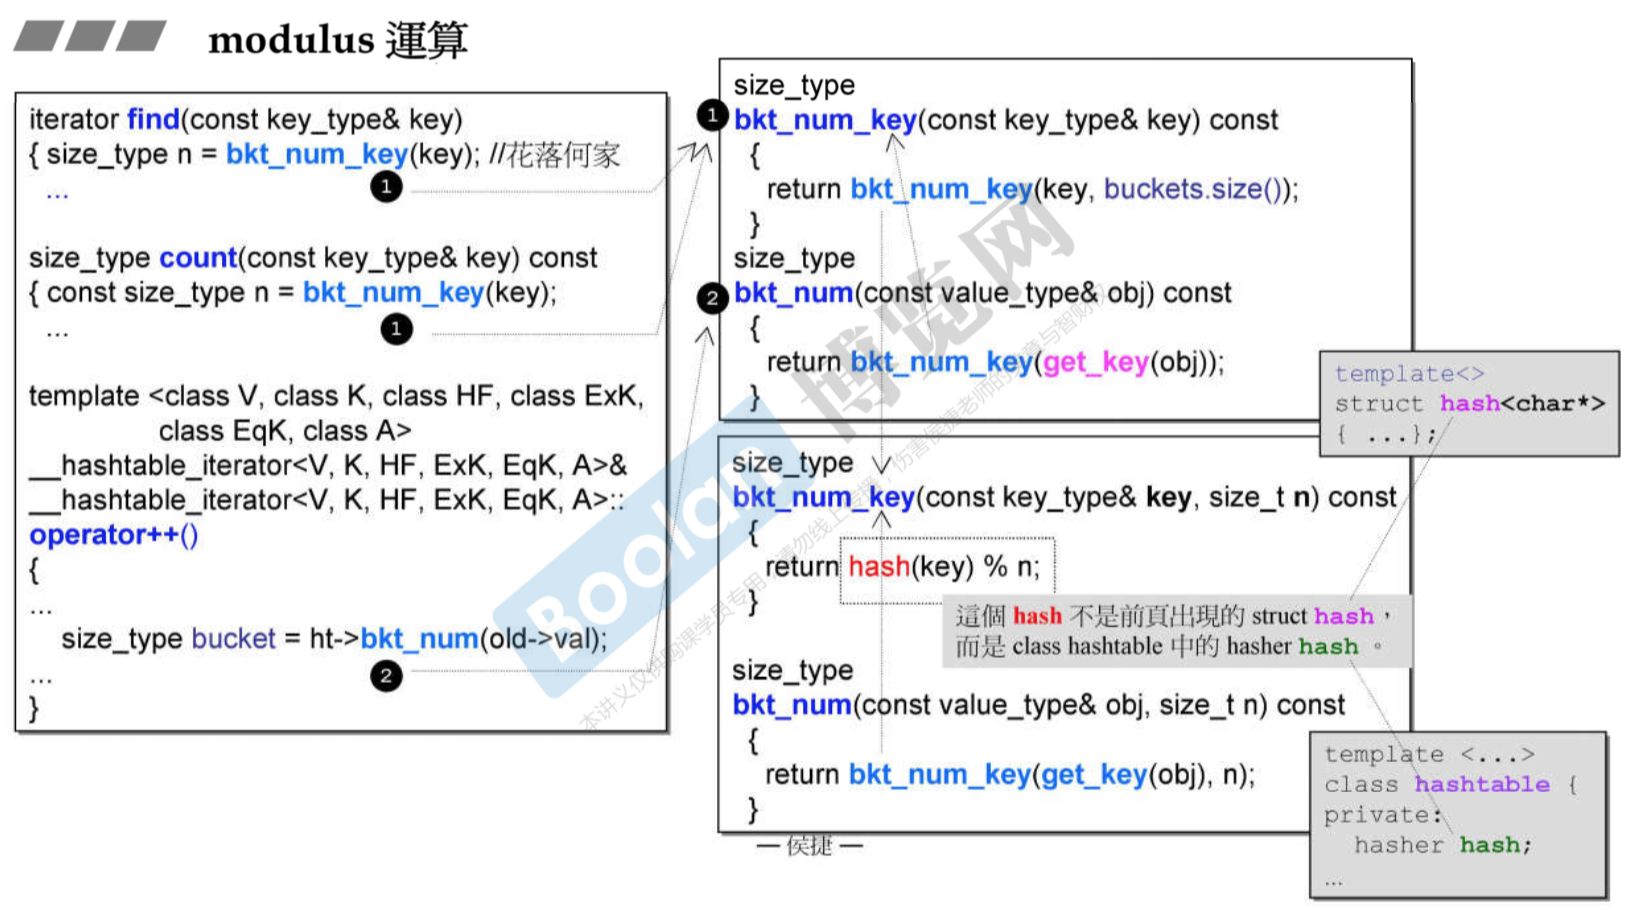 modulus 運算
iterator find(const key_type& key)
{ size_type n = bkt_num_key(key); //花落何家
1
...
size_type count(const key_type& key) const
{ const size_type n = bkt_num_key(key);
1
...
template <class V, class K, class HF, class ExK,
class EqK, class A>
__hashtable_iterator<V, K, HF, ExK, EqK, A>&
__hashtable_iterator<V, K, HF, ExK, EqK, A>::
operator++()
{
...
size_type bucket = ht->bkt_num(old->val);
2
...
}
size_type
1
bkt_num_key(const key_type& key) const
{
return bkt_num_key(key, buckets.size());
}
size_type
2
bkt_num(const value_type& obj) const
{
return bkt_num_key(get_key(obj));
}
size_type
bkt_num_key(const key_type& key, size_t n) const
{
return hash(key) % n;
}
size_type
bkt_num(const value_type& obj, size_t n) const
{
return bkt_num_key(get_key(obj), n);
}
template<>
struct hash<char*>
{ ...};
這個 hash 不是前頁出現的 struct hash，
而是 class hashtable 中的 hasher hash 。
template <...>
class hashtable {
private:
hasher hash;
...
— 侯捷 —
Boolan 博览网